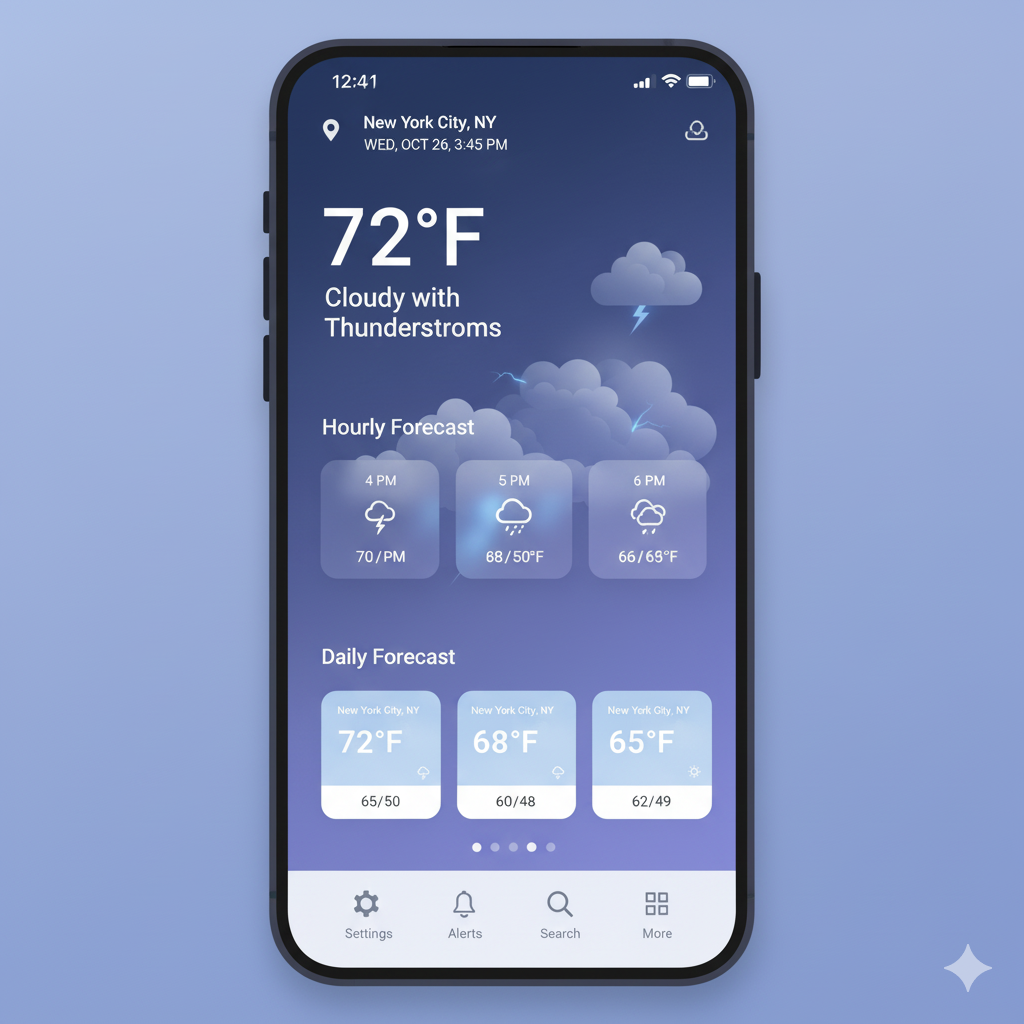 12:41
New York City, NY
WED, OCT 26, 3:45 PM
72°F
Cloudy with
Thunderstroms
Hourly Forecast
4 PM
5 PM
6 PM
70/PM
68/50°F
66/69°F
Daily Forecast
New York City, NY
New York City, NY
New York Gity, NY
72°F
68°F
65°F
65/50
60/48
62/49
Settings
Alerts
Search
More